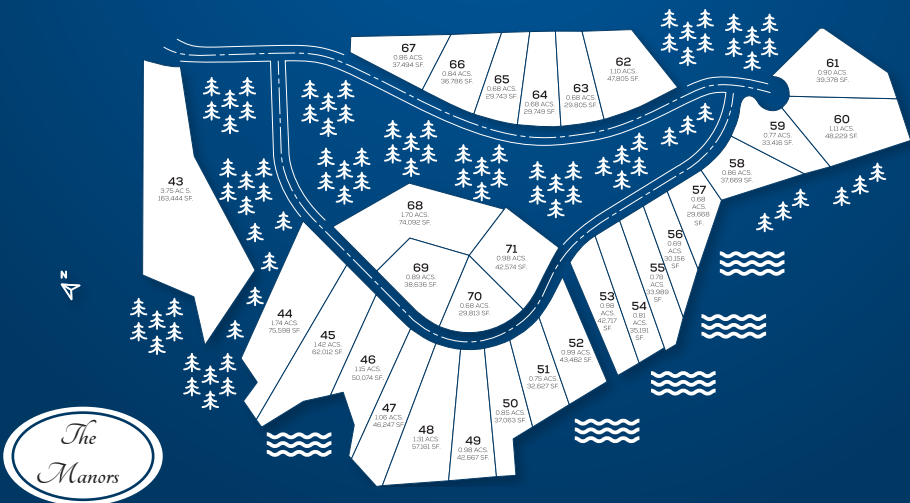 67
0.86 ACS.
37,494 SF.
66
0.84 ACS.
36,786 SF.
65
0.68 ACS.
29,743 SF.
64
0.68 ACS.
29,749 SF.
63
0.68 ACS.
29,805 SF.
62
1.10 ACS.
47,805 SF.
61
0.90 ACS.
39,378 SF.
60
1.11 ACS.
48,229 SF.
59
0.77 ACS.
33,416 SF.
58
0.86 ACS.
37,669 SF.
57
0.68
ACS.
29,668
SF.
56
0.69
ACS.
30,156
SF.
55
0.78
ACS.
33,989
SF.
54
0.81
ACS.
35,191
SF.
53
0.98
ACS.
42,717
SF.
43
3.75 AC S.
163,444 SF.
68
1.70 ACS.
74,092 SF.
71
0.98 ACS.
42,574 SF.
69
0.89 ACS.
38,636 SF.
70
0.68 ACS.
29,813 SF.
N
44
1.74 ACS.
75,598 SF.
45
1.42 ACS.
62,012 SF.
46
1.15 ACS.
50,074 SF.
47
1.06 ACS.
46,247 SF.
48
1.31 ACS.
57,161 SF.
49
0.98 ACS.
42,667 SF.
50
0.85 ACS.
37,063 SF.
51
0.75 ACS.
32,627 SF.
52
0.99 ACS.
43,482 SF.
The
Manors